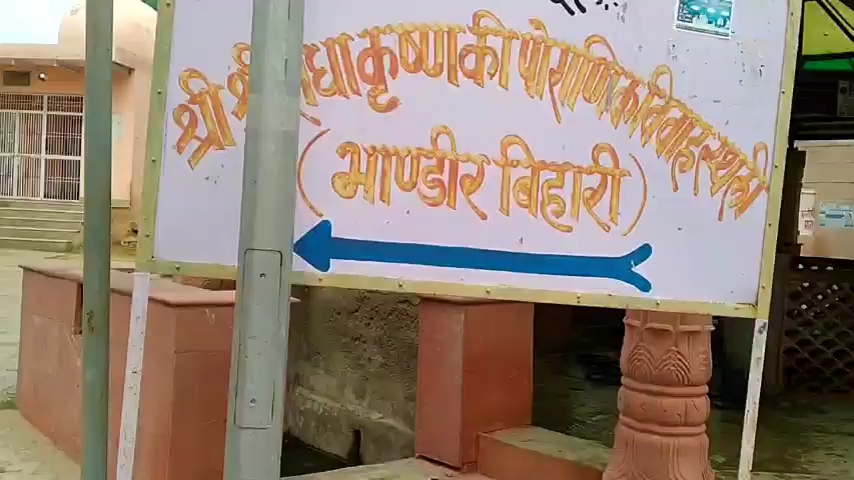 श्री श्री राधा कृष्ण की पौराणिक विवाह स्थली
(भाण्डीर बिहारी)